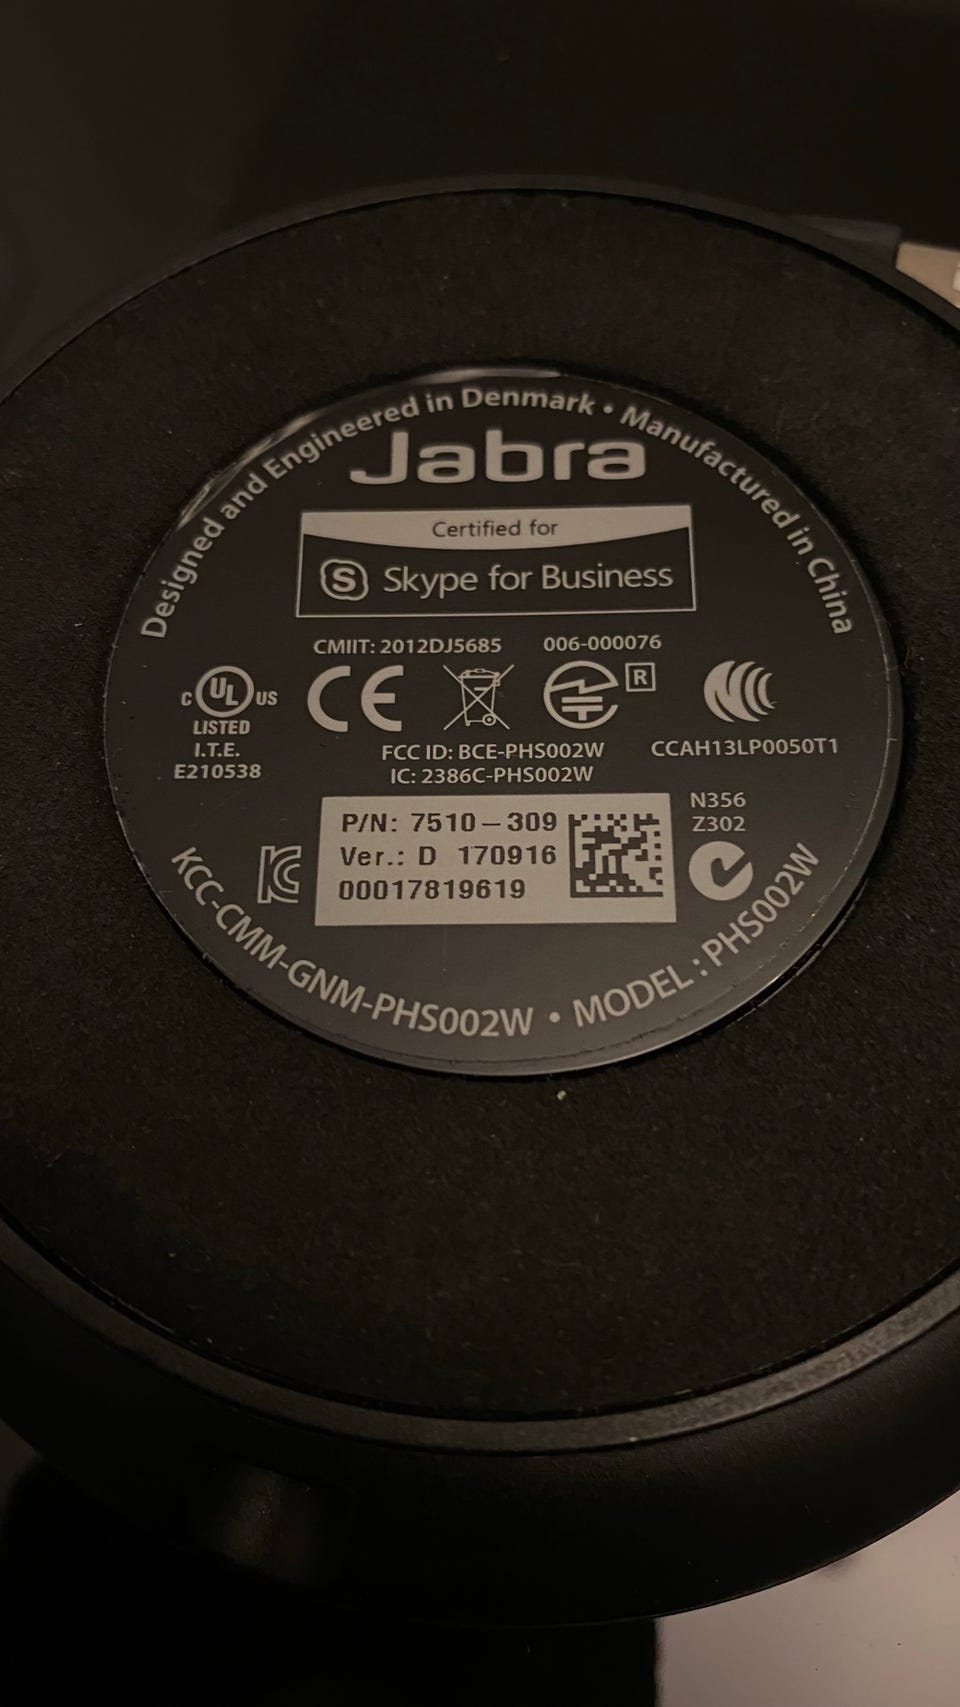 Designed and Engineered in Denmark • Manufactured in China
Jabra
Certified for
S Skype for Business
CMIIT: 2012DJ5685 006-000076
C UL US CE R
LISTED
I.T.E.
E210538
FCC ID: BCE-PHS002W
IC: 2386C-PHS002W
CCAH13LP0050T1
P/N: 7510-309
Ver.: D 170916
00017819619
N356
Z302
KCC-CMM-GNM-PHS002W • MODEL : PHS002W